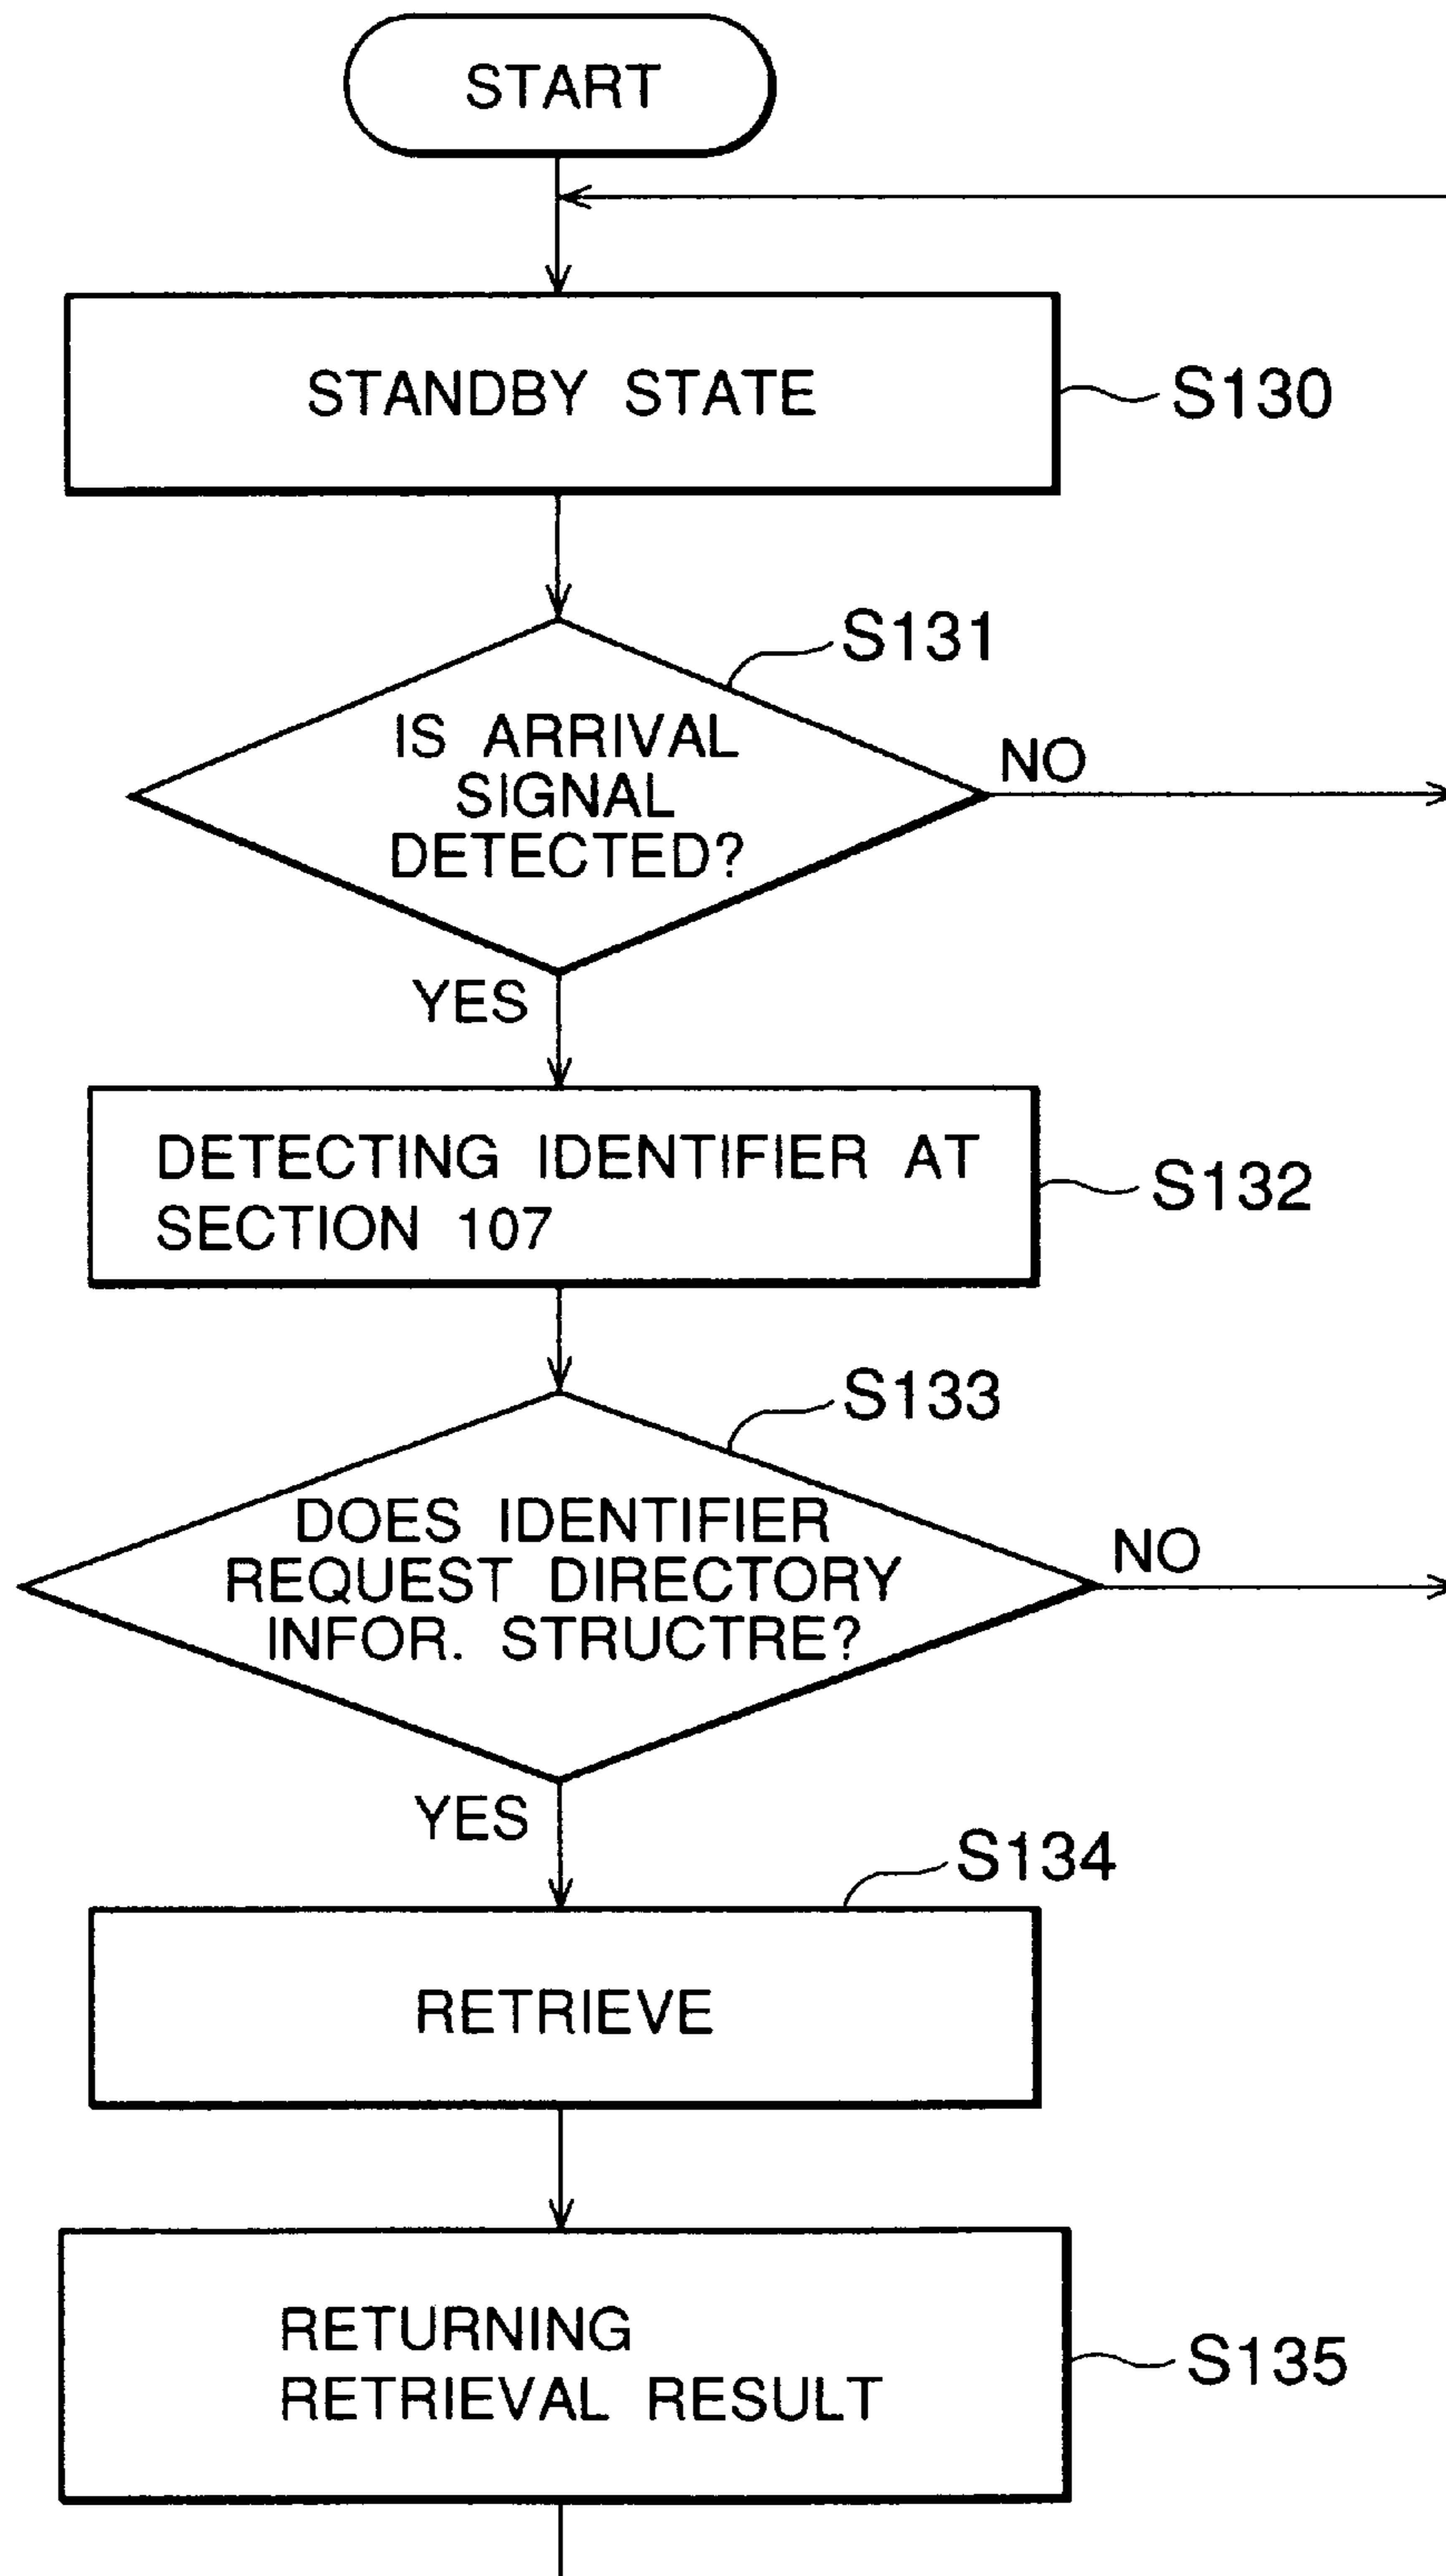 START
STANDBY STATE
S130
S131
IS ARRIVAL
SIGNAL
DETECTED?
NO
YES
DETECTING IDENTIFIER AT
SECTION 107
S132
S133
DOES IDENTIFIER
REQUEST DIRECTORY
INFOR. STRUCTRE?
NO
YES
S134
RETRIEVE
RETURNING
RETRIEVAL RESULT
S135